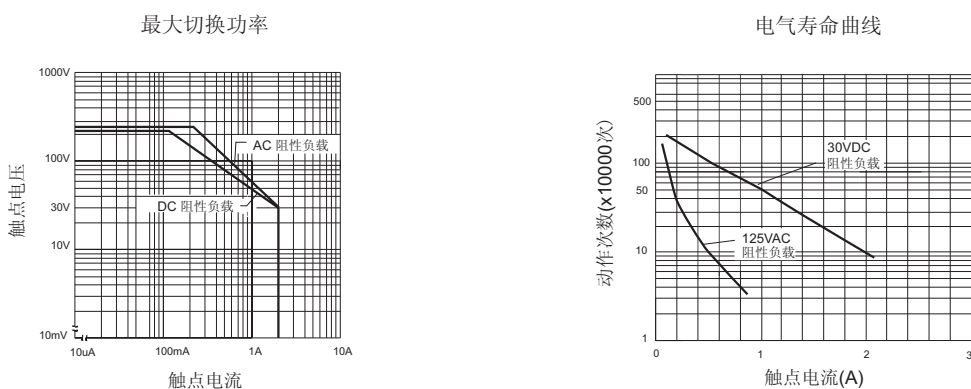 最大切换功率
1000V
100V
30V
10V
10mV
10uA
100mA
1A
10A
触点电压
触点电流
AC 阻性负载
DC 阻性负载
电气寿命曲线
500
100
50
10
1
0
1
2
3
动作次数(x10000次)
触点电流(A)
30VDC
阻性负载
125VAC
阻性负载